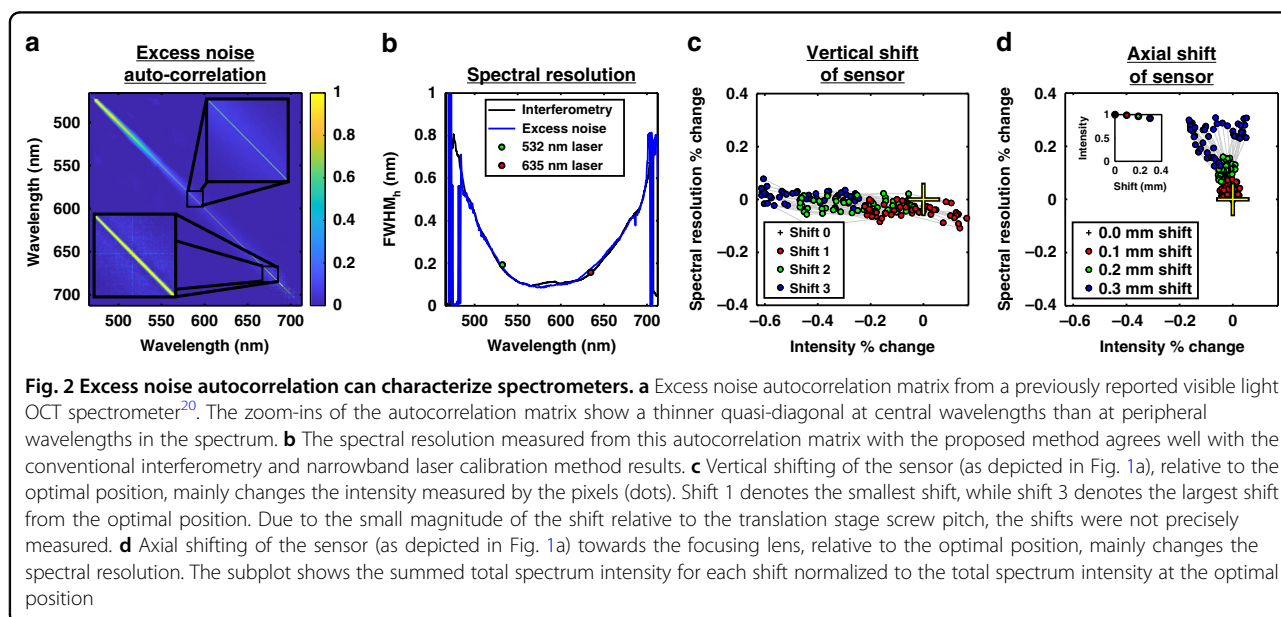 a
Excess noise
auto-correlation
500
550
600
650
700
Wavelength (nm)
500 550 600 650 700
Wavelength (nm)
1
0.8
0.6
0.4
0.2
0
b
Spectral resolution
Interferometry
Excess noise
532 nm laser
635 nm laser
1
0.8
0.6
0.4
0.2
0
FWHMh (nm)
500 550 600 650 700
Wavelength (nm)
c
Vertical shift
of sensor
0.4
0.2
0
−0.2
−0.4
Spectral resolution % change
Shift 0
Shift 1
Shift 2
Shift 3
−0.6 −0.4 −0.2 0
Intensity % change
d
Axial shift
of sensor
0.4
0.2
0
−0.2
−0.4
Spectral resolution % change
1
0
Intensity
0 0.2 0.4
Shift (mm)
0.0 mm shift
0.1 mm shift
0.2 mm shift
0.3 mm shift
−0.6 −0.4 −0.2 0
Intensity % change
Fig. 2 Excess noise autocorrelation can characterize spectrometers. a Excess noise autocorrelation matrix from a previously reported visible light
OCT spectrometer20. The zoom-ins of the autocorrelation matrix show a thinner quasi-diagonal at central wavelengths than at peripheral
wavelengths in the spectrum. b The spectral resolution measured from this autocorrelation matrix with the proposed method agrees well with the
conventional interferometry and narrowband laser calibration method results. c Vertical shifting of the sensor (as depicted in Fig. 1a), relative to the
optimal position, mainly changes the intensity measured by the pixels (dots). Shift 1 denotes the smallest shift, while shift 3 denotes the largest shift
from the optimal position. Due to the small magnitude of the shift relative to the translation stage screw pitch, the shifts were not precisely
measured. d Axial shifting of the sensor (as depicted in Fig. 1a) towards the focusing lens, relative to the optimal position, mainly changes the
spectral resolution. The subplot shows the summed total spectrum intensity for each shift normalized to the total spectrum intensity at the optimal
position